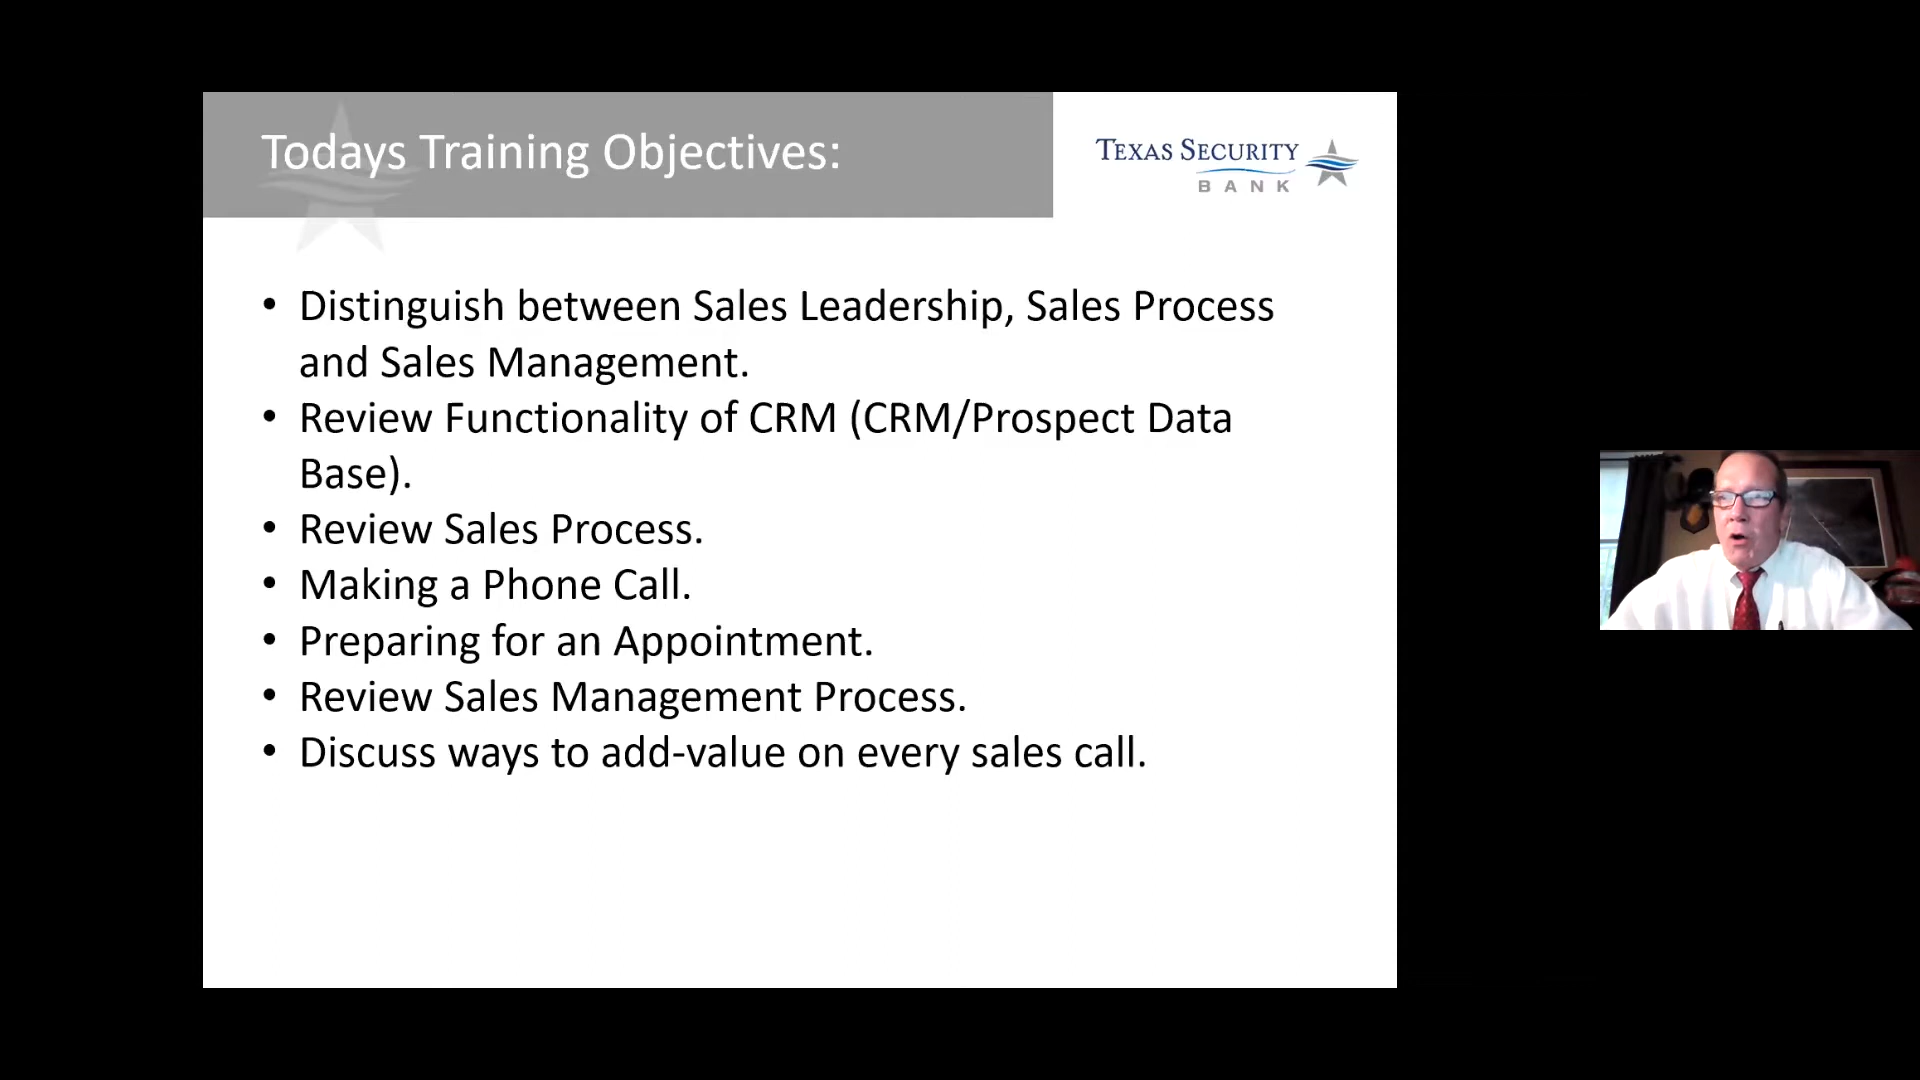 Todays Training Objectives:
TEXAS SECURITY
BANK
• Distinguish between Sales Leadership, Sales Process
and Sales Management.
• Review Functionality of CRM (CRM/Prospect Data
Base).
• Review Sales Process.
• Making a Phone Call.
• Preparing for an Appointment.
• Review Sales Management Process.
• Discuss ways to add-value on every sales call.